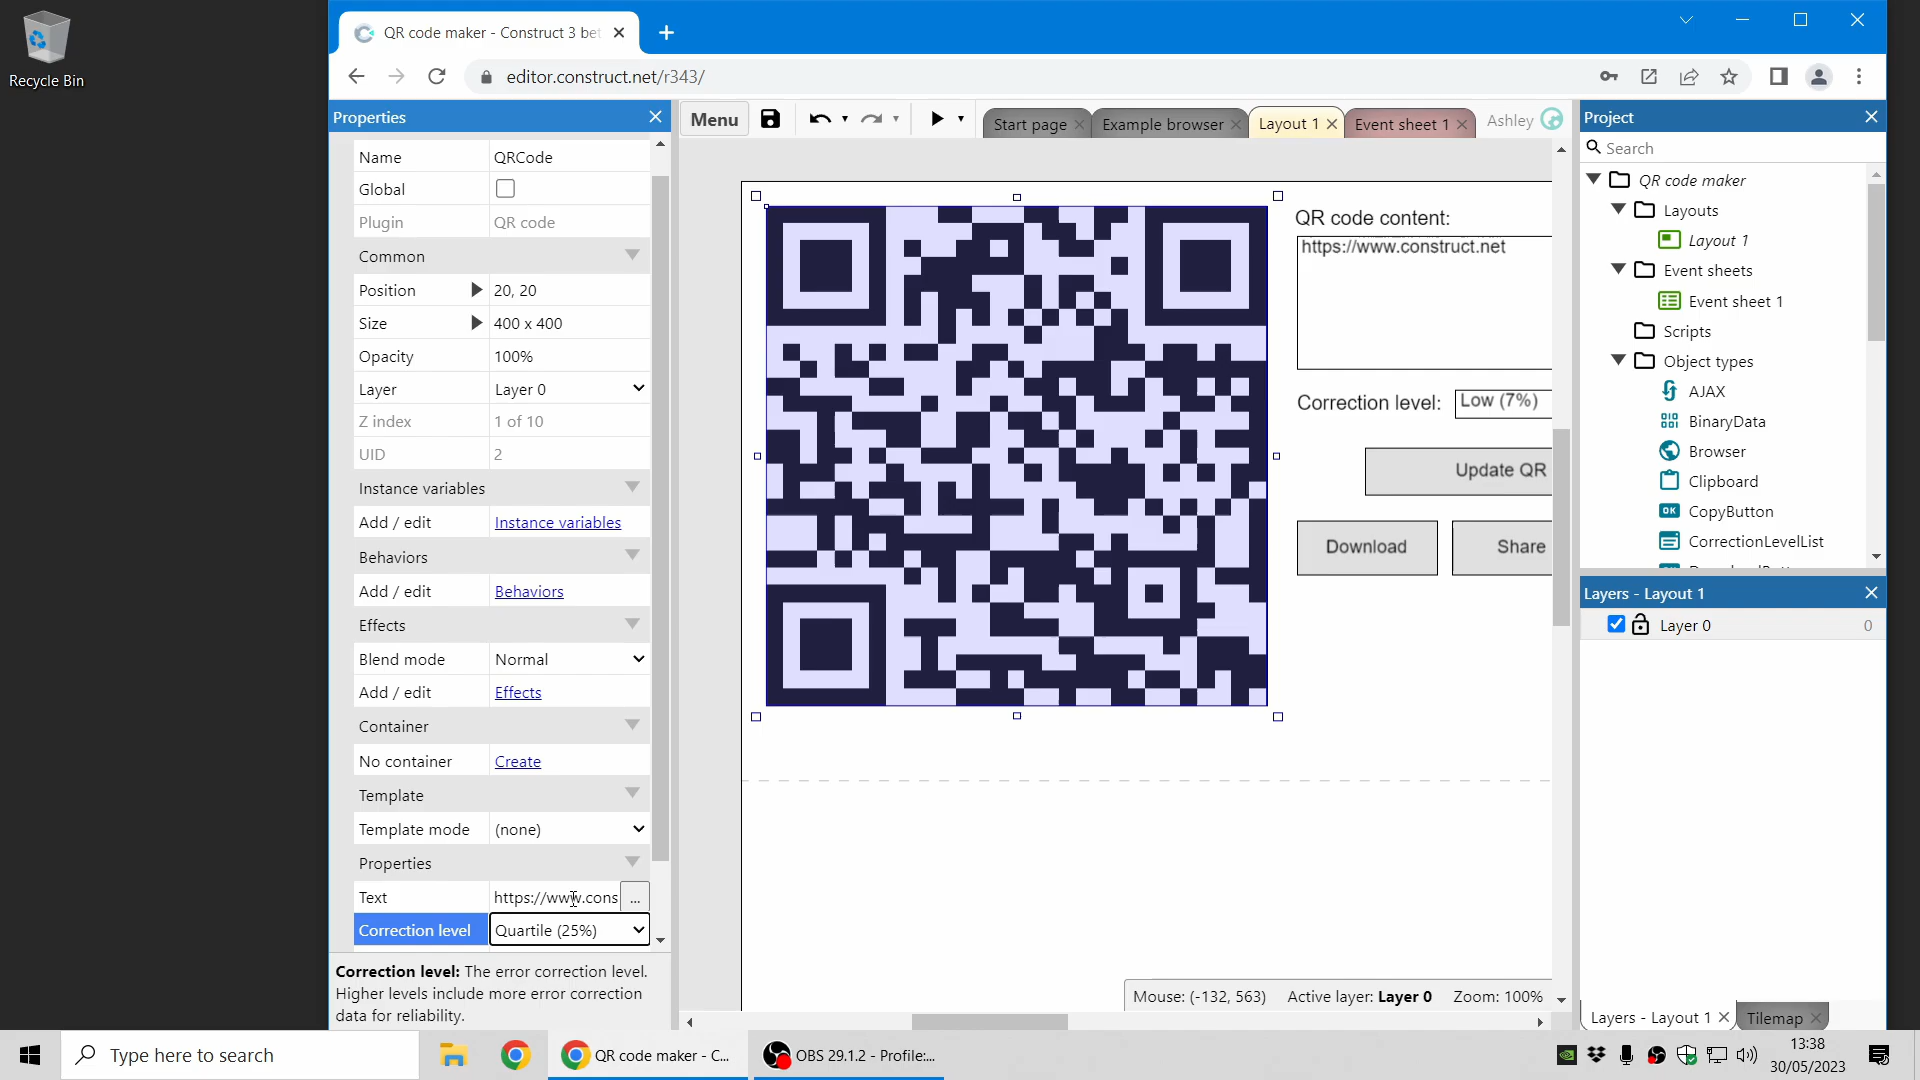 Recycle Bin
QR code maker - Construct 3 bet
editor.construct.net/r343/
Properties
Name QRCode
Global
Plugin QR code
Common
Position 20, 20
Size 400 x 400
Opacity 100%
Layer Layer 0
Z index 1 of 10
UID 2
Instance variables
Add / edit Instance variables
Behaviors
Add / edit Behaviors
Effects
Blend mode Normal
Add / edit Effects
Container
No container Create
Template
Template mode (none)
Properties
Text https://www.cons ...
Correction level Quartile (25%)
Correction level: The error correction level.
Higher levels include more error correction
data for reliability.
Menu
Start page
Example browser
Layout 1
Event sheet 1
Ashley
QR code content:
https://www.construct.net
Correction level: Low (7%)
Update QR
Download
Share
Mouse: (-132, 563) Active layer: Layer 0 Zoom: 100%
Project
Search
QR code maker
Layouts
Layout 1
Event sheets
Event sheet 1
Scripts
Object types
AJAX
BinaryData
Browser
Clipboard
OK CopyButton
CorrectionLevelList
Layers - Layout 1
Layer 0 0
Layers - Layout 1
Tilemap
Type here to search
QR code maker - C...
OBS 29.1.2 - Profile:...
13:38
30/05/2023